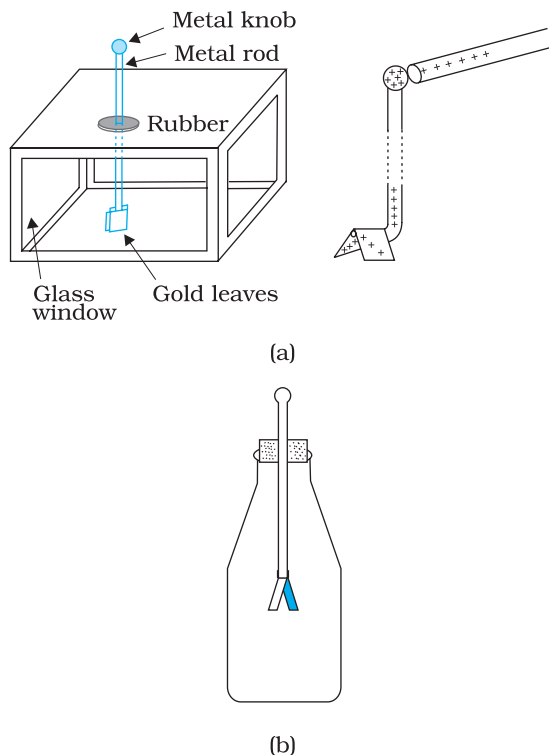 Metal knob
Metal rod
Rubber
Glass
window
Gold leaves
(a)
(b)